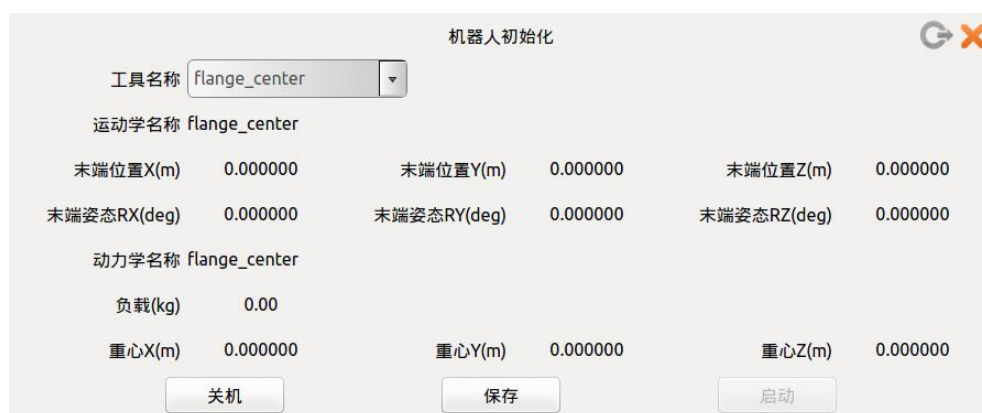 机器人初始化
工具名称 flange_center
运动学名称 flange_center
末端位置X(m) 0.000000 末端位置Y(m) 0.000000 末端位置Z(m) 0.000000
末端姿态RX(deg) 0.000000 末端姿态RY(deg) 0.000000 末端姿态RZ(deg) 0.000000
动力学名称 flange_center
负载(kg) 0.00
重心X(m) 0.000000 重心Y(m) 0.000000 重心Z(m) 0.000000
关机 保存 启动